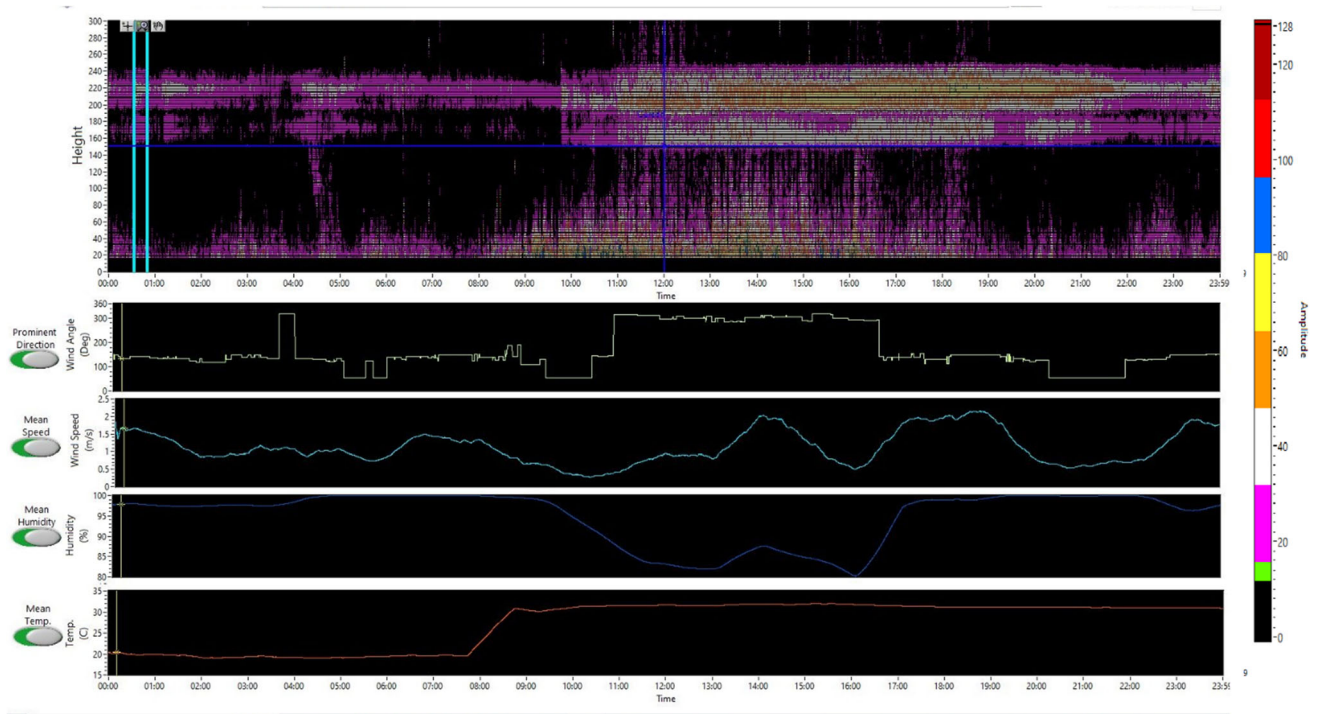 300
280
260
240
220
200
180
160
140
120
100
80
60
40
20
0
Height
00:00 01:00 02:00 03:00 04:00 05:00 06:00 07:00 08:00 09:00 10:00 11:00 12:00 13:00 14:00 15:00 16:00 17:00 18:00 19:00 20:00 21:00 22:00 23:00 23:59
Time
128
120
100
80
60
40
20
0
Amplitude
9
Prominent
Direction
Wind Angle
(Deg)
360
300
200
100
0
Mean
Speed
Wind Speed
(m/s)
2.5
2
1.5
1
0.5
0
Mean
Humidity
Humidity
(%)
100
95
90
85
80
Mean
Temp.
Temp.
(C)
35
30
25
20
15
00:00 01:00 02:00 03:00 04:00 05:00 06:00 07:00 08:00 09:00 10:00 11:00 12:00 13:00 14:00 15:00 16:00 17:00 18:00 19:00 20:00 21:00 22:00 23:00 23:59
Time
9